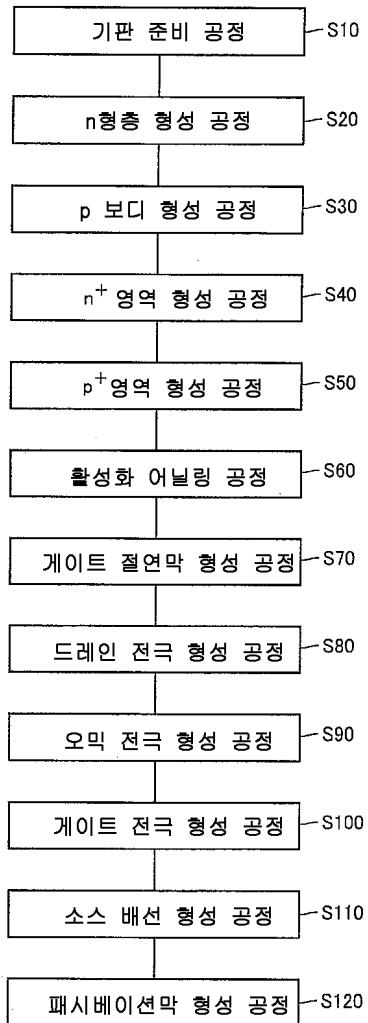 기판 준비 공정 S10
n형층 형성 공정 S20
p 보디 형성 공정 S30
n+ 영역 형성 공정 S40
p+영역 형성 공정 S50
활성화 어닐링 공정 S60
게이트 절연막 형성 공정 S70
드레인 전극 형성 공정 S80
오믹 전극 형성 공정 S90
게이트 전극 형성 공정 S100
소스 배선 형성 공정 S110
패시베이션막 형성 공정 S120